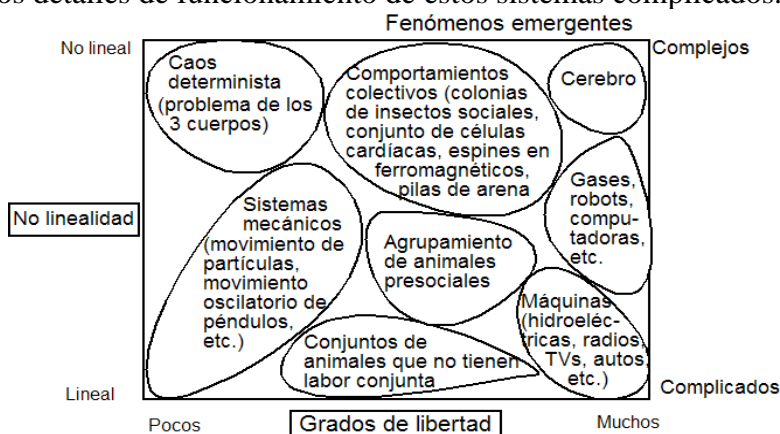 os detalles de funcionamiento de estos sistemas complicados.
Fenómenos emergentes
No lineal
Complejos
Caos
determinista
(problema de los
3 cuerpos)
Comportamientos
colectivos (colonias
de insectos sociales,
conjunto de células
cardíacas, espines en
ferromagnéticos,
pilas de arena
Cerebro
Gases,
robots,
compu-
tadoras,
etc.
No linealidad
Sistemas
mecánicos
(movimiento de
partículas,
movimiento
oscilatorio de
péndulos,
etc.)
Agrupamiento
de animales
presociales
Máquinas
(hidroeléc-
tricas, radios,
TVs, autos,
etc.)
Conjuntos de
animales que no tienen
labor conjunta
Lineal
Complicados
Pocos
Grados de libertad
Muchos